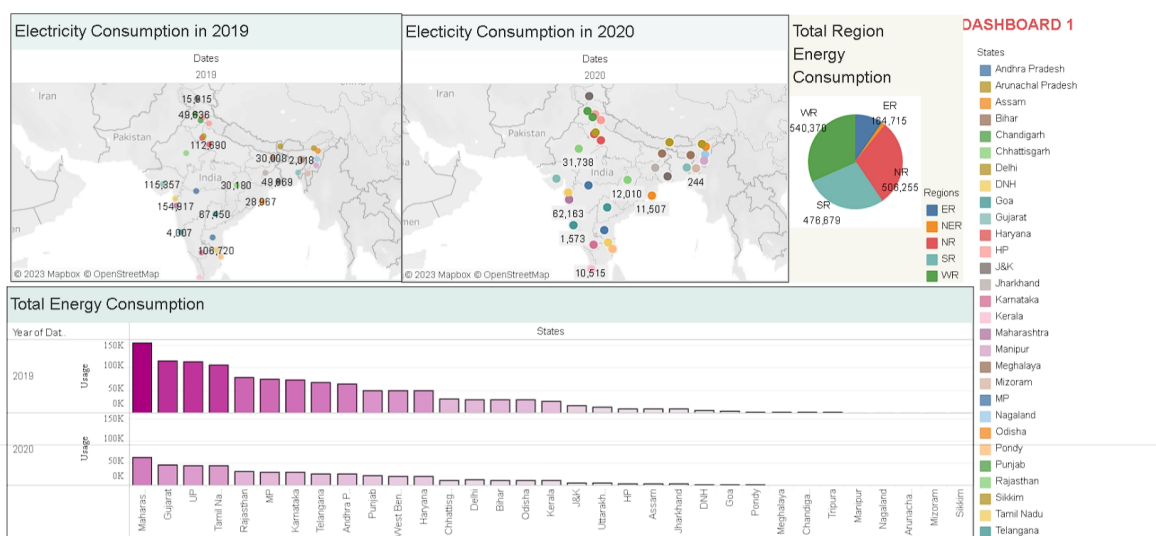 Electricity Consumption in 2019
Dates
2019
Iran
Pakistan
India
Oman
15,915
49,636
112,690
30,008
2,018
115,357
30,180
49,869
154,917
28,967
67,450
4,007
106,720
© 2023 Mapbox © OpenStreetMap
Electicity Consumption in 2020
Dates
2020
Iran
Pakistan
India
31,738
244
12,010
62,163
11,507
1,573
10,515
© 2023 Mapbox © OpenStreetMap
Total Region
Energy
Consumption
WR
540,370
ER
164,715
NR
506,255
SR
476,679
Regions
ER
NER
NR
SR
WR
DASHBOARD 1
States
Andhra Pradesh
Arunachal Pradesh
Assam
Bihar
Chandigarh
Chhattisgarh
Delhi
DNH
Goa
Gujarat
Haryana
HP
J&K
Jharkhand
Karnataka
Kerala
Maharashtra
Manipur
Meghalaya
Mizoram
MP
Nagaland
Odisha
Pondy
Punjab
Rajasthan
Sikkim
Tamil Nadu
Telangana
Total Energy Consumption
Year of Dat..
States
2019
Usage
150K
100K
50K
0K
2020
Usage
150K
100K
50K
0K
Maharas..
Gujarat
UP
Tamil Na..
Rajasthan
MP
Karnataka
Telangana
Andhra P..
Punjab
West Ben..
Haryana
Chhattisg..
Delhi
Bihar
Odisha
Kerala
J&K
Uttarakh..
HP
Assam
Jharkhand
DNH
Goa
Pondy
Meghalaya
Chandiga..
Tripura
Manipur
Nagaland
Arunacha..
Mizoram
Sikkim